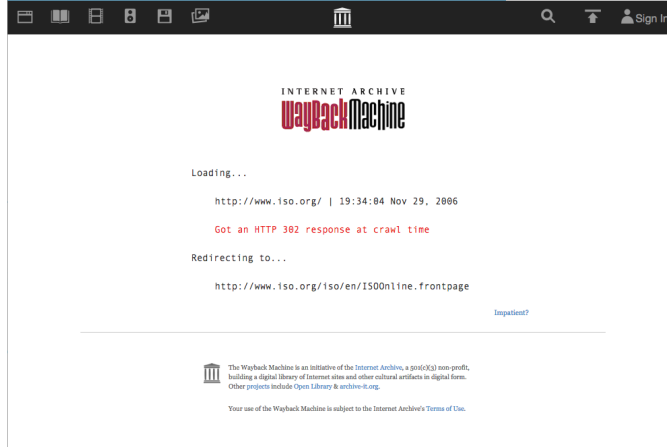 Sign In
INTERNET ARCHIVE
WayBackMachine
Loading...
http://www.iso.org/ | 19:34:04 Nov 29, 2006
Got an HTTP 302 response at crawl time
Redirecting to...
http://www.iso.org/iso/en/ISOOnline.frontpage
Impatient?
The Wayback Machine is an initiative of the Internet Archive, a 501(c)(3) non-profit,
building a digital library of Internet sites and other cultural artifacts in digital form.
Other projects include Open Library & archive-it.org.
Your use of the Wayback Machine is subject to the Internet Archive's Terms of Use.